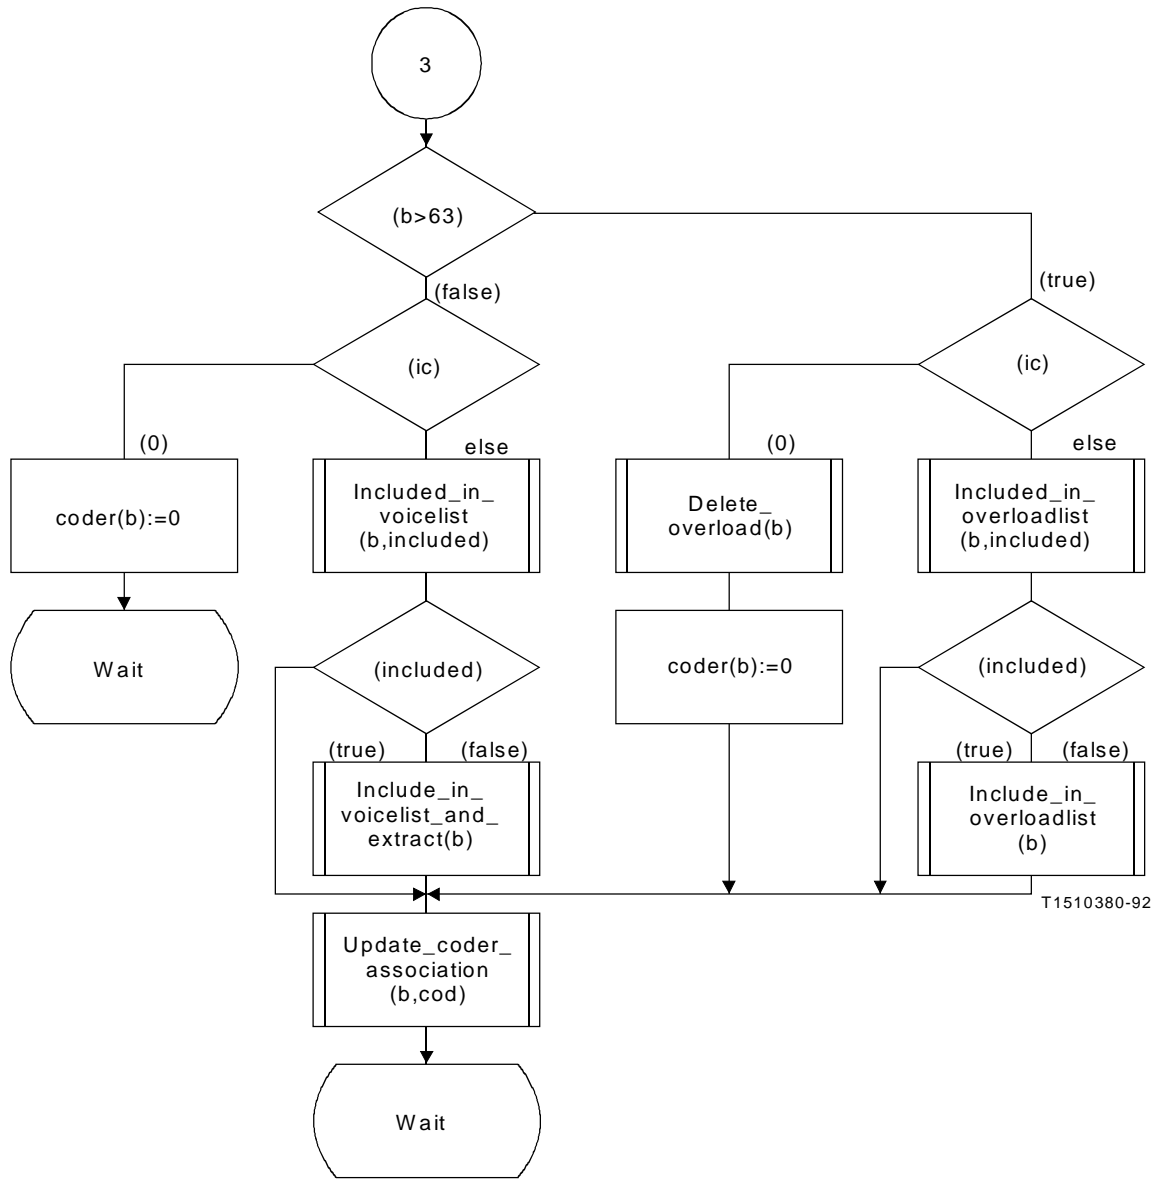 3
(b>63)
(false)
(true)
(ic)
(ic)
(0)
else
(0)
else
coder(b):=0
Included_in_
voicelist
(b,included)
Delete_
overload(b)
Included_in_
overloadlist
(b,included)
Wait
(included)
coder(b):=0
(included)
(true)
(false)
(true)
(false)
Include_in_
voicelist_and_
extract(b)
Include_in_
overloadlist
(b)
T1510380-92
Update_coder_
association
(b,cod)
Wait